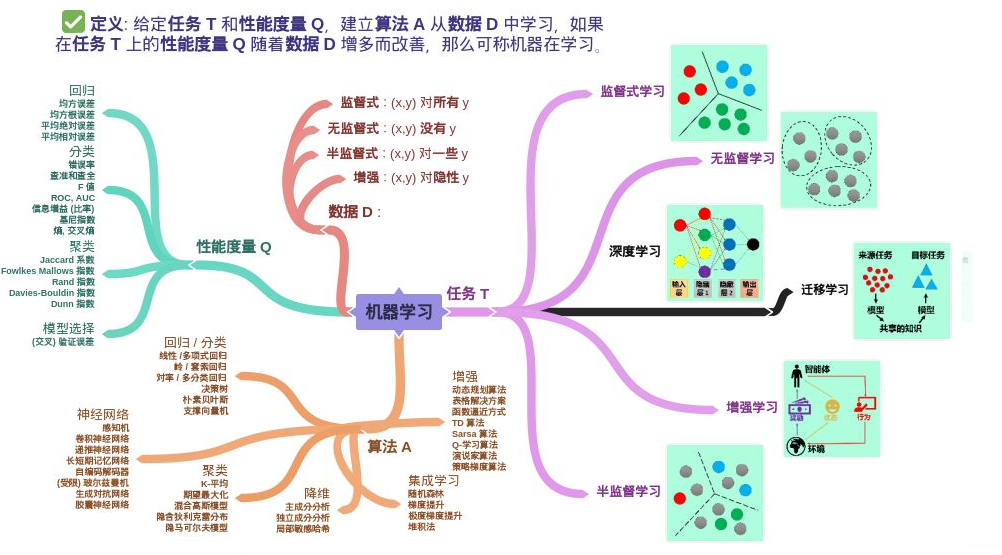 定义: 给定任务 T 和性能度量 Q，建立算法 A 从数据 D 中学习，如果
在任务 T 上的性能度量 Q 随着数据 D 增多而改善，那么可称机器在学习。
回归
均方误差
均方根误差
平均绝对误差
平均相对误差
分类
错误率
查准和查全
F 值
ROC, AUC
信息增益 (比率)
基尼指数
熵, 交叉熵
聚类
Jaccard 系数
Fowlkes Mallows 指数
Rand 指数
Davies-Bouldin 指数
Dnn 指数
模型选择
(交叉) 验证误差
性能度量 Q
监督式 : (x,y) 对所有 y
无监督式 : (x,y) 没有 y
半监督式 : (x,y) 对一些 y
增强 : (x,y) 对隐性 y
数据 D :
机器学习
任务 T
监督式学习
无监督学习
深度学习
输入层
隐藏层 1
隐藏层 2
输出层
迁移学习
来源任务
目标任务
模型
模型
共享的知识
增强学习
智能体
奖励
状态
行为
环境
半监督学习
算法 A
回归 / 分类
线性 /多项式回归
岭 / 套索回归
对率 / 多分类回归
决策树
朴素贝叶斯
支撑向量机
神经网络
感知机
卷积神经网络
递推神经网络
长短期记忆网络
自编码解码器
(受限) 玻尔兹曼机
生成对抗网络
胶囊神经网络
聚类
K-平均
期望最大化
混合高斯模型
隐含狄利克雷分布
隐马可尔夫模型
降维
主成分分析
独立成分分析
局部敏感哈希
集成学习
随机森林
梯度提升
极度梯度提升
堆积法
增强
动态规划算法
表格解决方案
函数逼近方式
TD 算法
Sarsa 算法
Q-学习算法
演说家算法
策略梯度算法